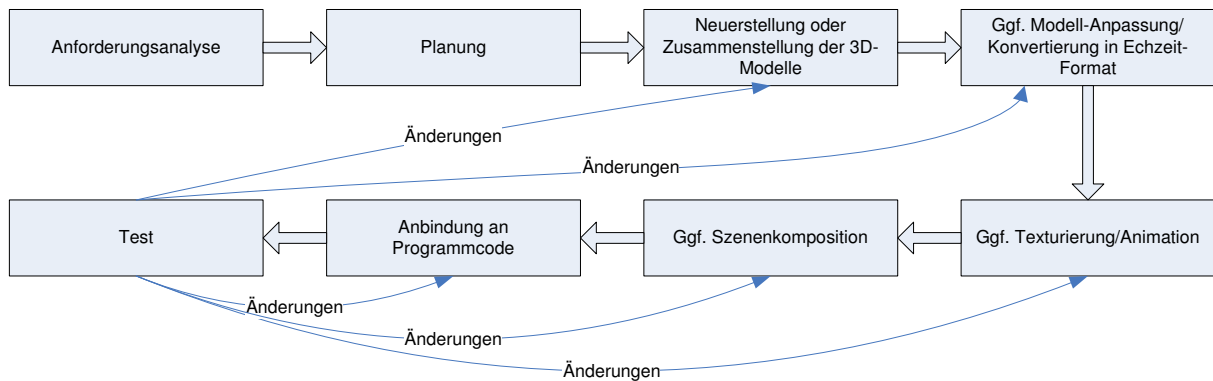 Anforderungsanalyse
Planung
Neuerstellung oder
Zusammenstellung der 3D-
Modelle
Ggf. Modell-Anpassung/
Konvertierung in Echzeit-
Format
Änderungen
Änderungen
Test
Anbindung an
Programmcode
Ggf. Szenenkomposition
Ggf. Texturierung/Animation
Änderungen
Änderungen
Änderungen